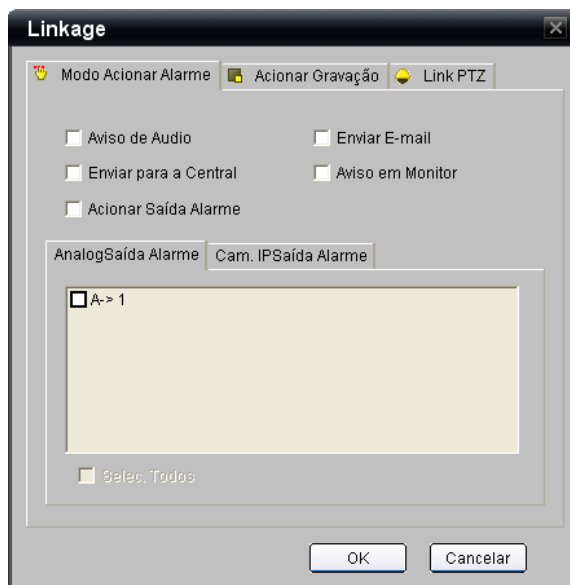 Linkage
Modo Acionar Alarme Acionar Gravação Link PTZ
Aviso de Audio Enviar E-mail
Enviar para a Central Aviso em Monitor
Acionar Saída Alarme
AnalogSaída Alarme Cam. IPSaída Alarme
A-> 1
Selec. Todos
OK Cancelar